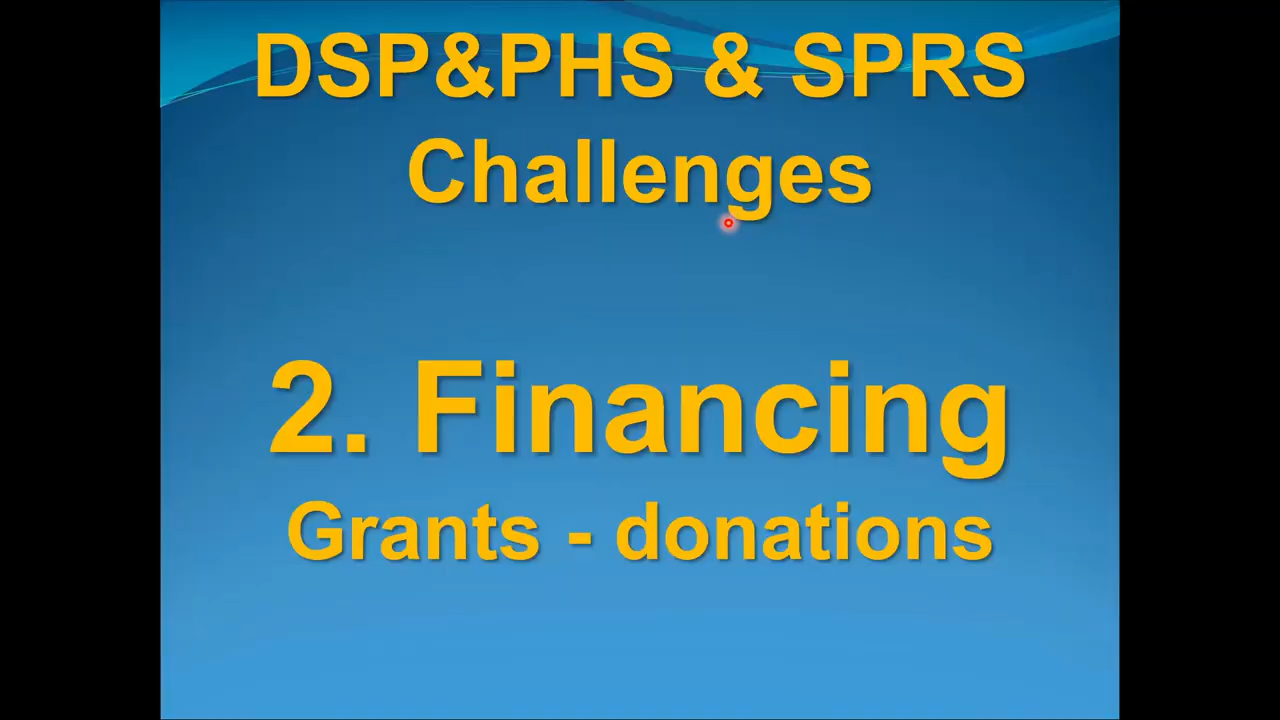 DSP&PHS & SPRS
Challenges
2. Financing
Grants - donations